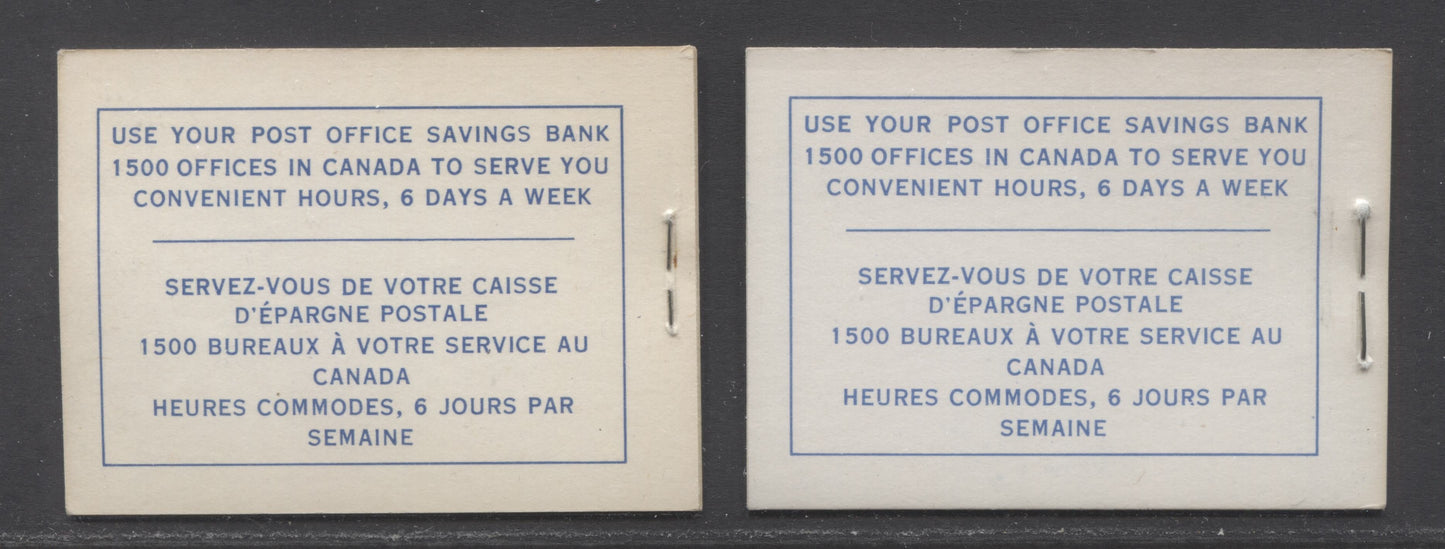 USE YOUR POST OFFICE SAVINGS BANK
1500 OFFICES IN CANADA TO SERVE YOU
CONVENIENT HOURS, 6 DAYS A WEEK
SERVEZ-VOUS DE VOTRE CAISSE
D'ÉPARGNE POSTALE
1500 BUREAUX À VOTRE SERVICE AU
CANADA
HEURES COMMODES, 6 JOURS PAR
SEMAINE
USE YOUR POST OFFICE SAVINGS BANK
1500 OFFICES IN CANADA TO SERVE YOU
CONVENIENT HOURS, 6 DAYS A WEEK
SERVEZ-VOUS DE VOTRE CAISSE
D'ÉPARGNE POSTALE
1500 BUREAUX À VOTRE SERVICE AU
CANADA
HEURES COMMODES, 6 JOURS PAR
SEMAINE